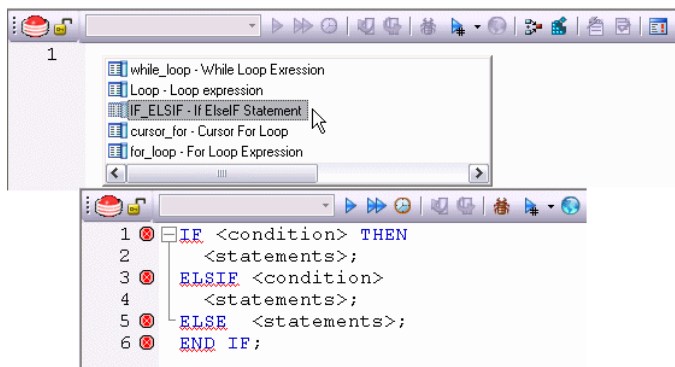 1
while_loop - While Loop Exression
Loop - Loop expression
IF_ELSIF - If ElseIF Statement
cursor_for - Cursor For Loop
for_loop - For Loop Expression
1 IF <condition> THEN
2 <statements>;
3 ELSIF <condition>
4 <statements>;
5 ELSE <statements>;
6 END IF;